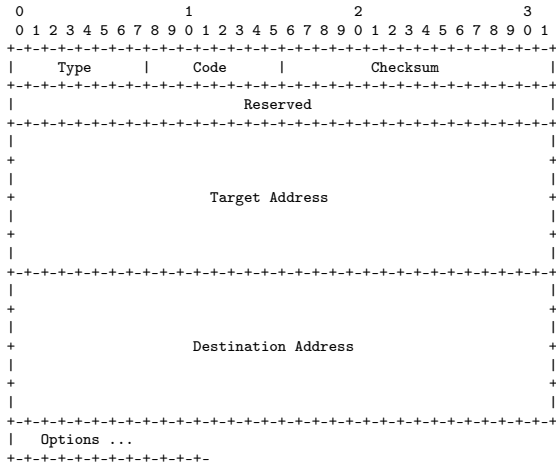 0                   1                   2                   3
 0 1 2 3 4 5 6 7 8 9 0 1 2 3 4 5 6 7 8 9 0 1 2 3 4 5 6 7 8 9 0 1
+-+-+-+-+-+-+-+-+-+-+-+-+-+-+-+-+-+-+-+-+-+-+-+-+-+-+-+-+-+-+-+-+
|     Type      |     Code      |          Checksum             |
+-+-+-+-+-+-+-+-+-+-+-+-+-+-+-+-+-+-+-+-+-+-+-+-+-+-+-+-+-+-+-+-+
|                           Reserved                            |
+-+-+-+-+-+-+-+-+-+-+-+-+-+-+-+-+-+-+-+-+-+-+-+-+-+-+-+-+-+-+-+-+
|                                                               |
+                                                               +
|                                                               |
+                       Target Address                          +
|                                                               |
+                                                               +
|                                                               |
+-+-+-+-+-+-+-+-+-+-+-+-+-+-+-+-+-+-+-+-+-+-+-+-+-+-+-+-+-+-+-+-+
|                                                               |
+                                                               +
|                                                               |
+                     Destination Address                       +
|                                                               |
+                                                               +
|                                                               |
+-+-+-+-+-+-+-+-+-+-+-+-+-+-+-+-+-+-+-+-+-+-+-+-+-+-+-+-+-+-+-+-+
|   Options ...
+-+-+-+-+-+-+-+-+-+-+-+-